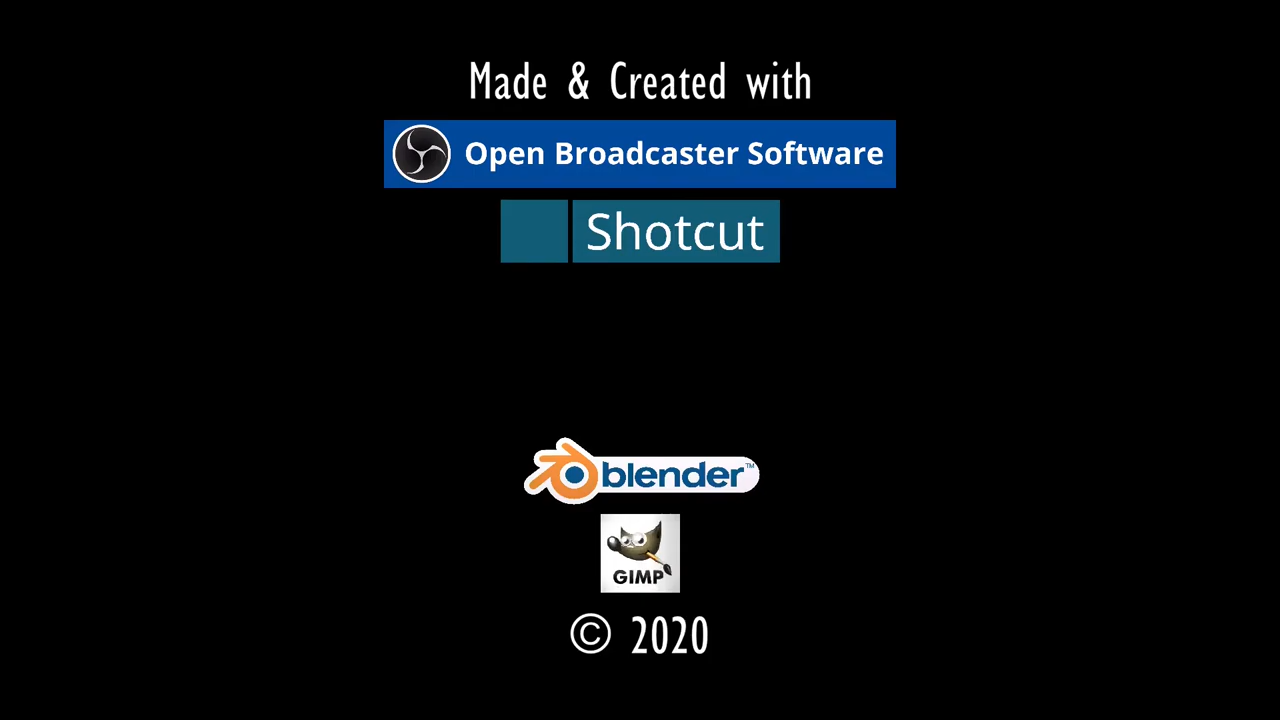 Made & Created with
Open Broadcaster Software
Shotcut
blender™
GIMP
© 2020